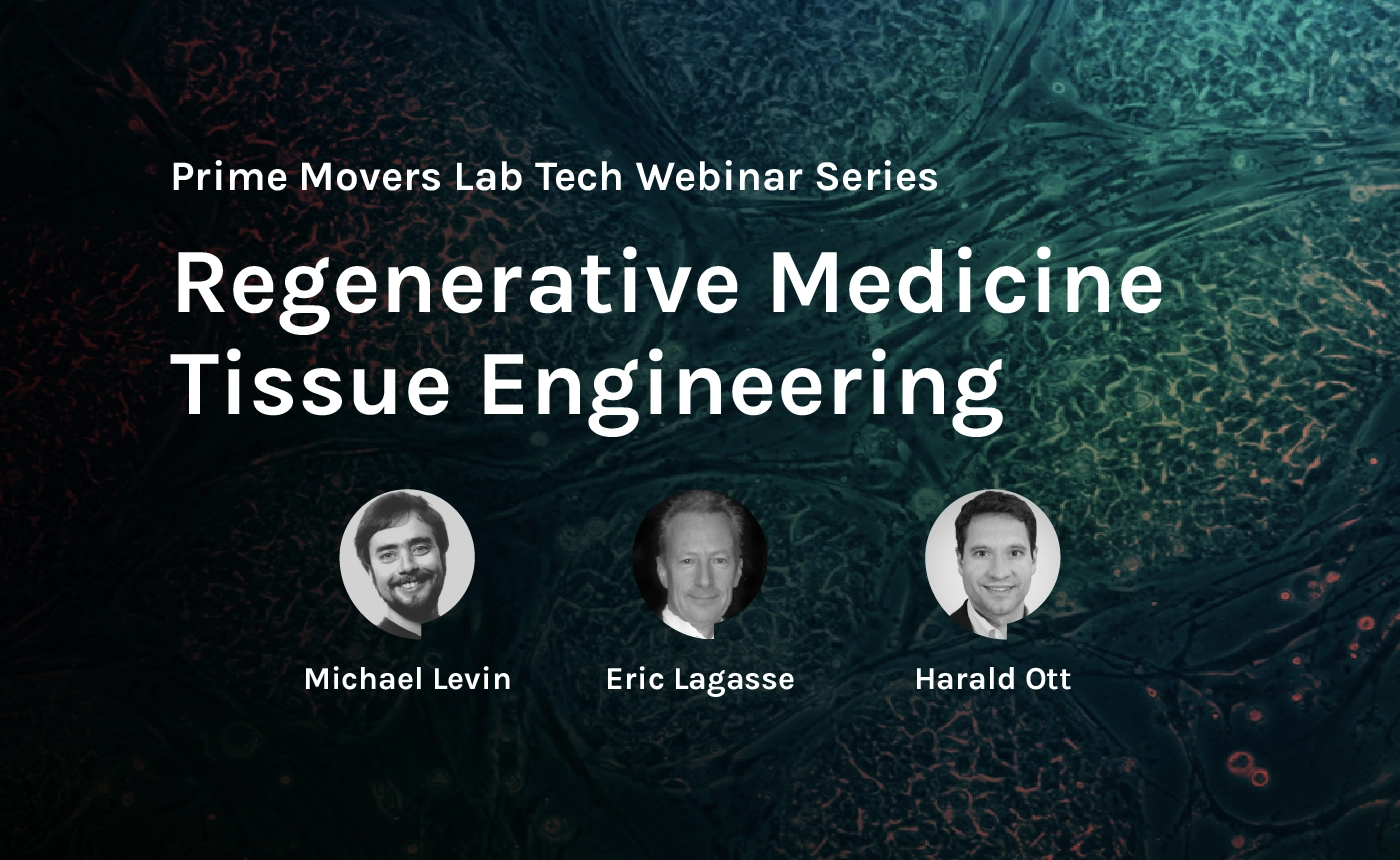 Prime Movers Lab Tech Webinar Series
Regenerative Medicine
Tissue Engineering
Michael Levin
Eric Lagasse
Harald Ott